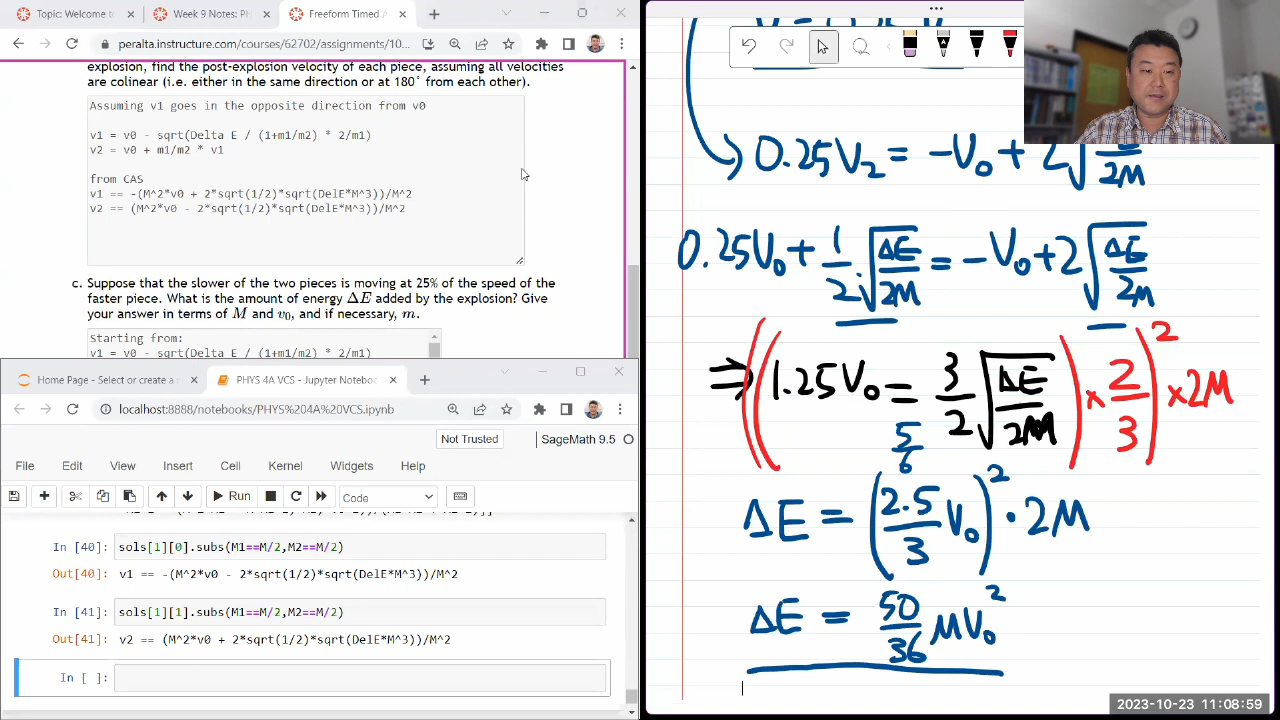 Topic: Welcome to
Week 9 Notes
Freeform Timed
peralta.instructure.com/courses/62
signments/10...
explosion, find the post-explosion velocity of each piece, assuming all velocities
are colinear (i.e. either in the same direction or at 180° from each other).
Assuming v1 goes in the opposite direction from v0
v1 = v0 - sqrt(Delta E / (1+m1/m2) * 2/m1)
v2 = v0 + m1/m2 * v1
from CAS
v1 == -(M^2*v0 + 2*sqrt(1/2)*sqrt(DelE*M^3))/M^2
v2 == (M^2*v0 - 2*sqrt(1/2)*sqrt(DelE*M^3))/M^2
c. Suppose that the slower of the two pieces is moving at 25% of the speed of the
faster piece. What is the amount of energy ΔE added by the explosion? Give
your answer in terms of M and v₀, and if necessary, m.
Starting from:
v1 = v0 - sqrt(Delta E / (1+m1/m2) * 2/m1)
Home Page - Select or create a
PHYS 4A VCS - Jupyter Noteboo
localhost:8888/notebooks/PHYS%204A%20VCS.ipynb
Not Trusted
SageMath 9.5
File Edit View Insert Cell Kernel Widgets Help
Run
Code
In [40]: sols[1][0].subs(M1==M/2,M2==M/2)
Out[40]: v1 == -(M^2*v0 - 2*sqrt(1/2)*sqrt(DelE*M^3))/M^2
In [41]: sols[1][1].subs(M1==M/2,M2==M/2)
Out[41]: v2 == (M^2*v0 + 2*sqrt(1/2)*sqrt(DelE*M^3))/M^2
In [ ]:
0.25V₂ = -V₀ + 2√(ΔE/2M)
0.25V₀ + 1/2 √(ΔE/2M) = -V₀ + 2√(ΔE/2M)
⇒ ((1.25V₀ = 3/2 √(ΔE/2M)) × 2/3)² × 2M
5/6
ΔE = (2.5/3 V₀)² · 2M
ΔE = 50/36 MV₀²
2023-10-23 11:08:59